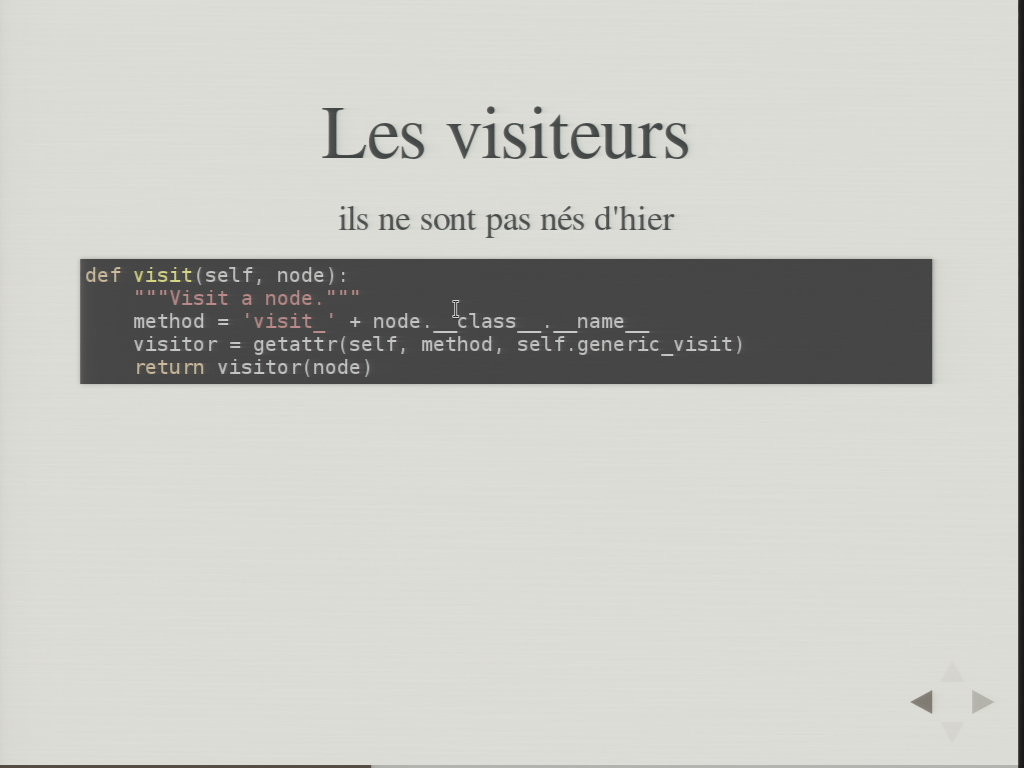 Les visiteurs
ils ne sont pas nés d'hier
def visit(self, node):
    """Visit a node."""
    method = 'visit_' + node.__class__.__name__
    visitor = getattr(self, method, self.generic_visit)
    return visitor(node)